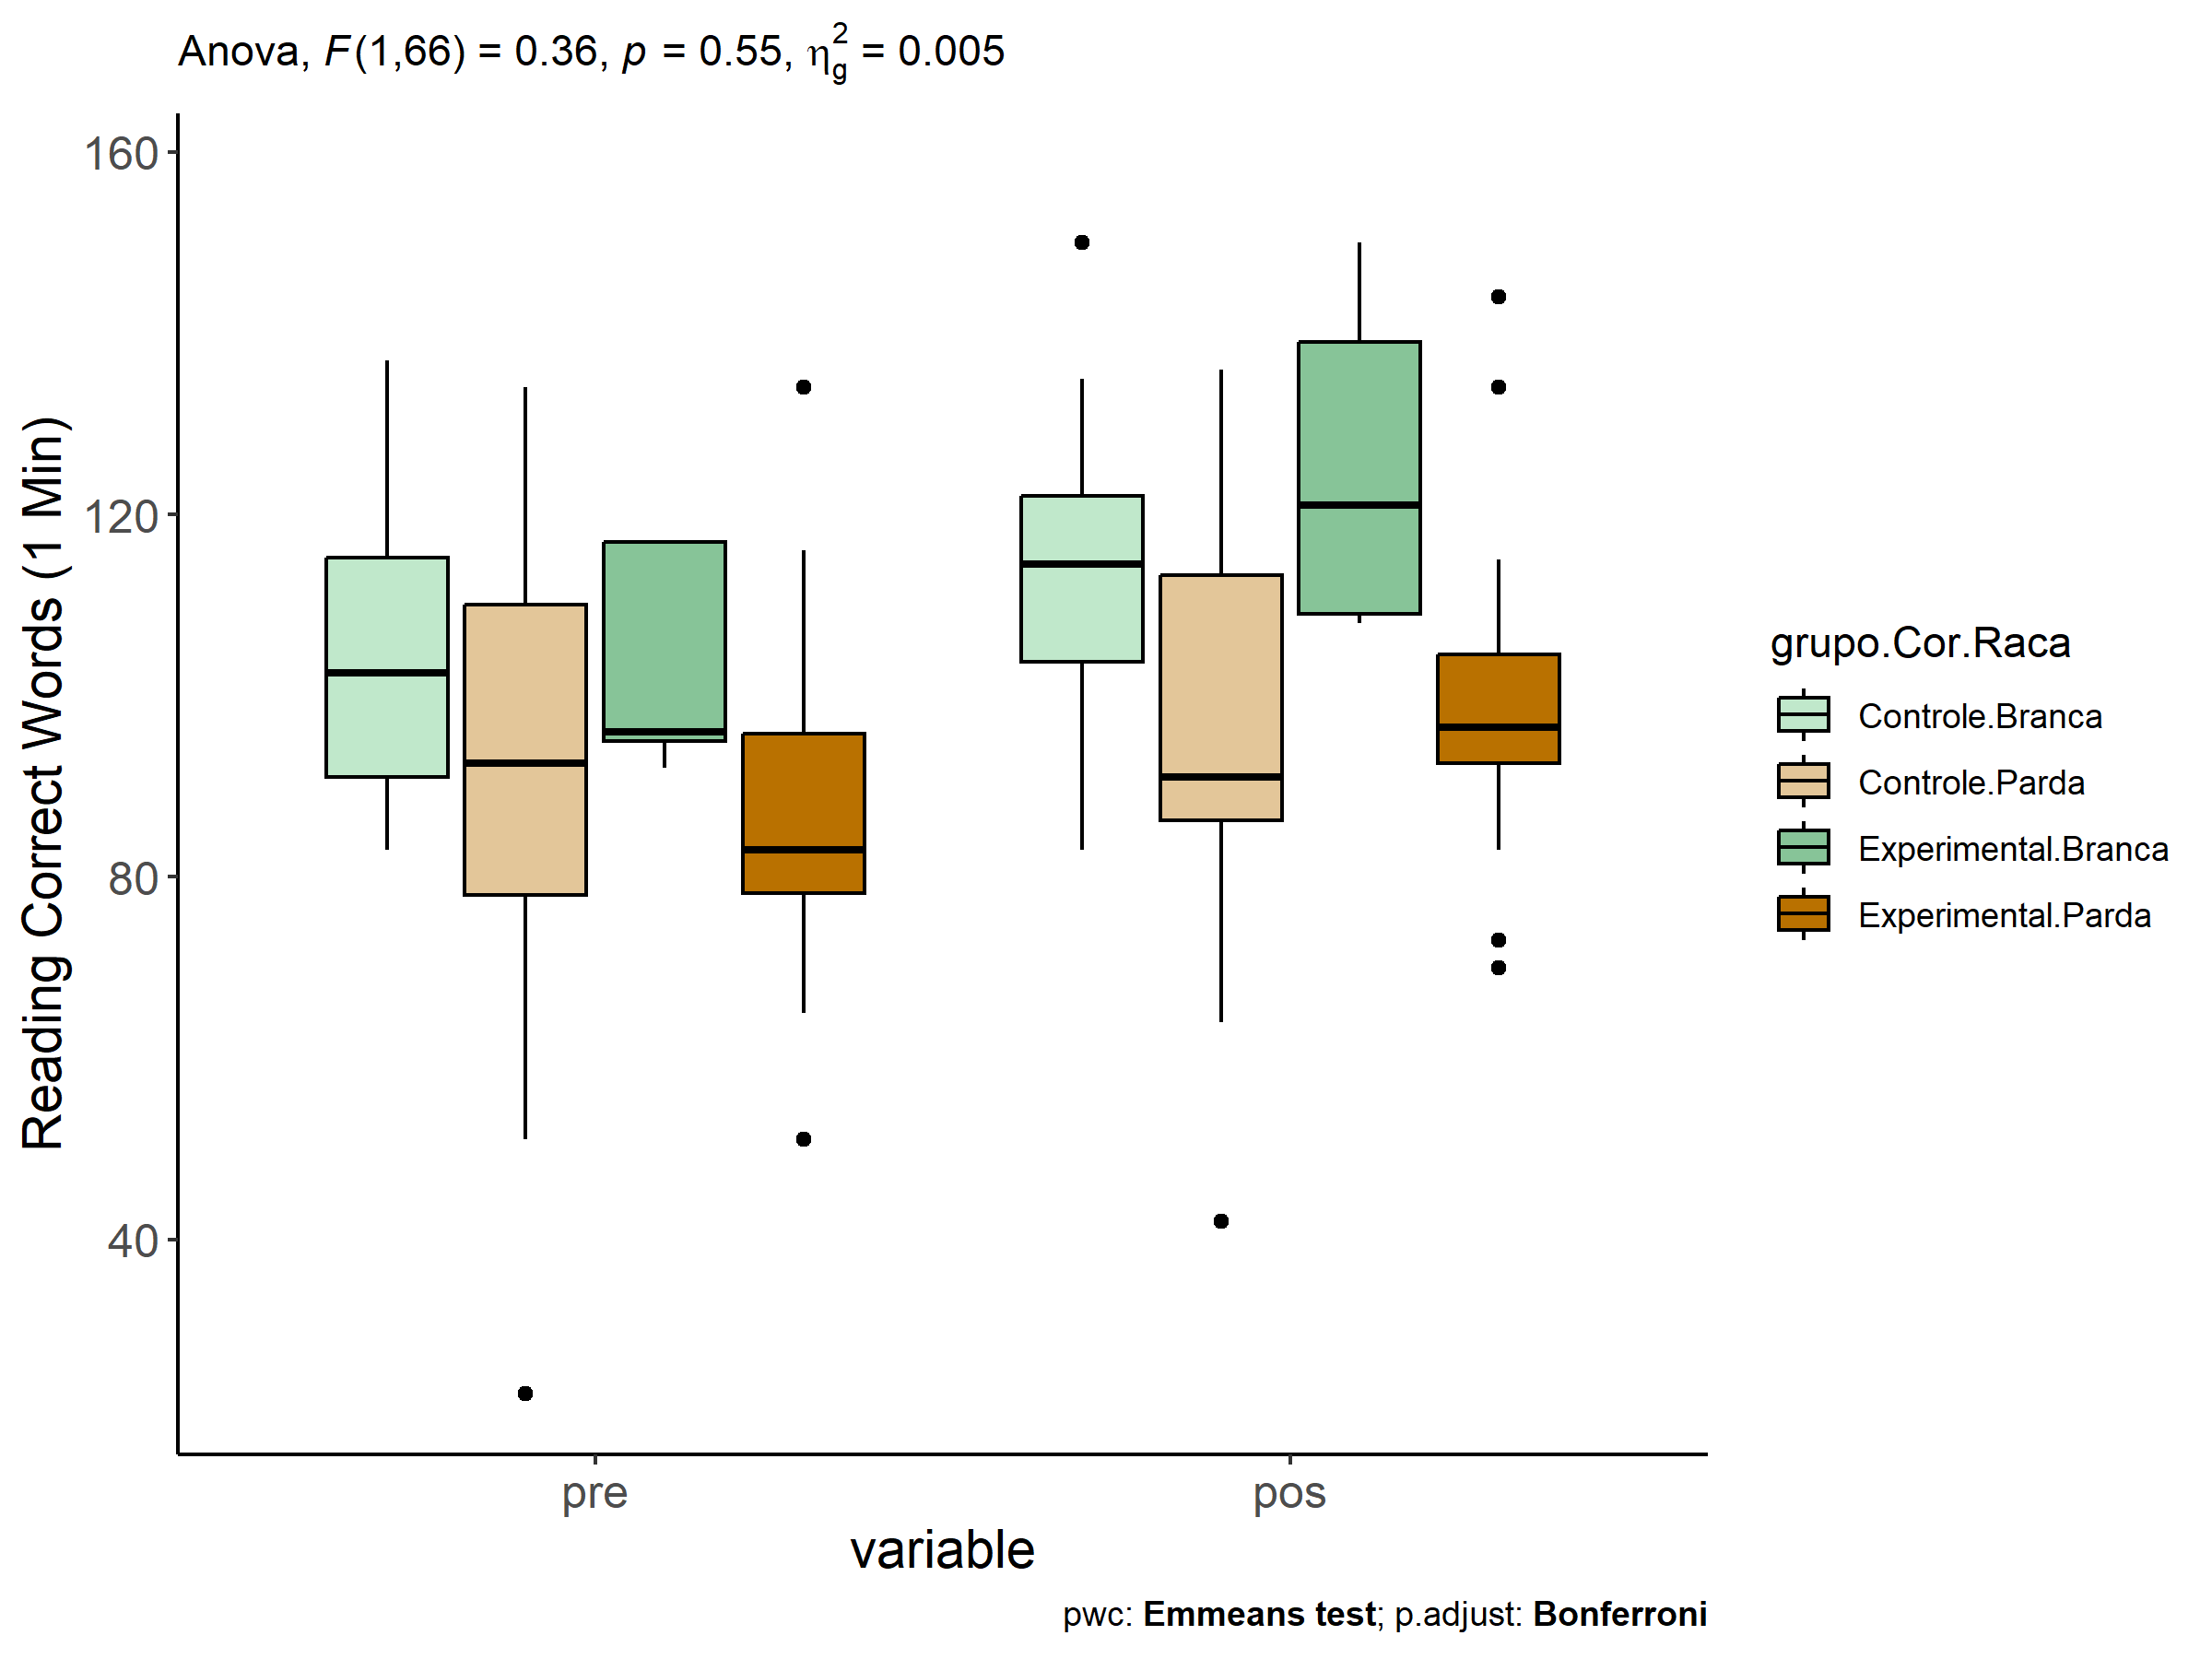 Anova, F(1,66) = 0.36, p = 0.55, η²g = 0.005
160
120
80
40
Reading Correct Words (1 Min)
pre
pos
variable
grupo.Cor.Raca
Controle.Branca
Controle.Parda
Experimental.Branca
Experimental.Parda
pwc: Emmeans test; p.adjust: Bonferroni